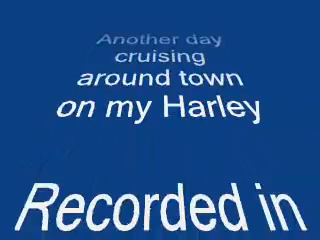 Another day
cruising
around town
on my Harley
Recorded in